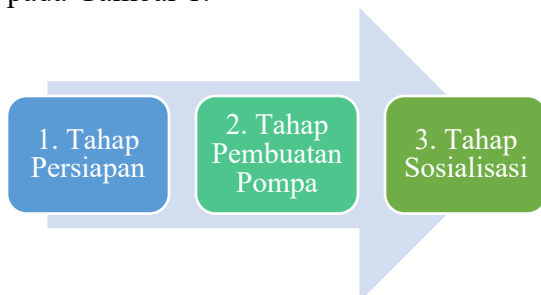 pada Gambar 1.
1. Tahap
Persiapan
2. Tahap
Pembuatan
Pompa
3. Tahap
Sosialisasi